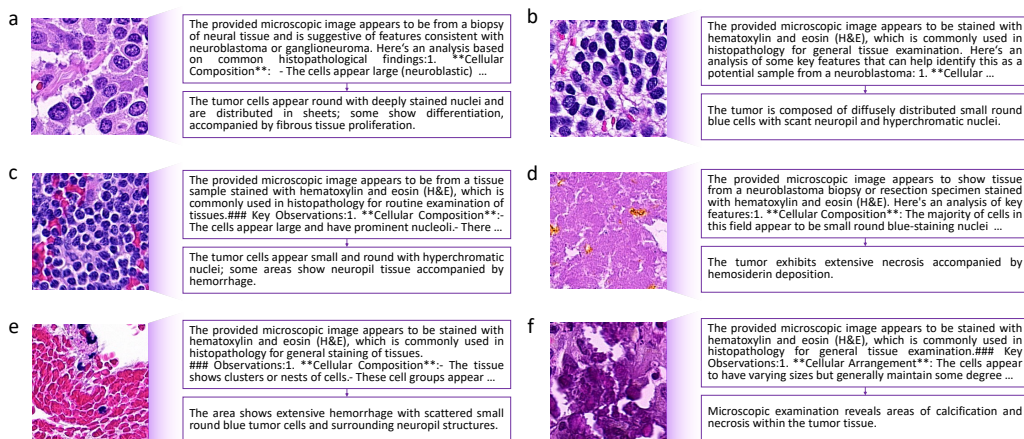 a
The provided microscopic image appears to be from a biopsy
of neural tissue and is suggestive of features consistent with
neuroblastoma or ganglioneuroma. Here's an analysis based
on common histopathological findings:1. **Cellular
Composition**: - The cells appear large (neuroblastic) ...
The tumor cells appear round with deeply stained nuclei and
are distributed in sheets; some show differentiation,
accompanied by fibrous tissue proliferation.
b
The provided microscopic image appears to be stained with
hematoxylin and eosin (H&E), which is commonly used in
histopathology for general tissue examination. Here's an
analysis of some key features that can help identify this as a
potential sample from a neuroblastoma: 1. **Cellular ...
The tumor is composed of diffusely distributed small round
blue cells with scant neuropil and hyperchromatic nuclei.
c
The provided microscopic image appears to be from a tissue
sample stained with hematoxylin and eosin (H&E), which is
commonly used in histopathology for routine examination of
tissues.### Key Observations:1. **Cellular Composition**:-
The cells appear large and have prominent nucleoli.- There ...
The tumor cells appear small and round with hyperchromatic
nuclei; some areas show neuropil tissue accompanied by
hemorrhage.
d
The provided microscopic image appears to show tissue
from a neuroblastoma biopsy or resection specimen stained
with hematoxylin and eosin (H&E). Here's an analysis of key
features:1. **Cellular Composition**: The majority of cells in
this field appear to be small round blue-staining nuclei ...
The tumor exhibits extensive necrosis accompanied by
hemosiderin deposition.
e
The provided microscopic image appears to be stained with
hematoxylin and eosin (H&E), which is commonly used in
histopathology for general staining of tissues.
### Observations:1. **Cellular Composition**:- The tissue
shows clusters or nests of cells.- These cell groups appear ...
The area shows extensive hemorrhage with scattered small
round blue tumor cells and surrounding neuropil structures.
f
The provided microscopic image appears to be stained with
hematoxylin and eosin (H&E), which is commonly used in
histopathology for general tissue examination.### Key
Observations:1. **Cellular Arrangement**: The cells appear
to have varying sizes but generally maintain some degree ...
Microscopic examination reveals areas of calcification and
necrosis within the tumor tissue.